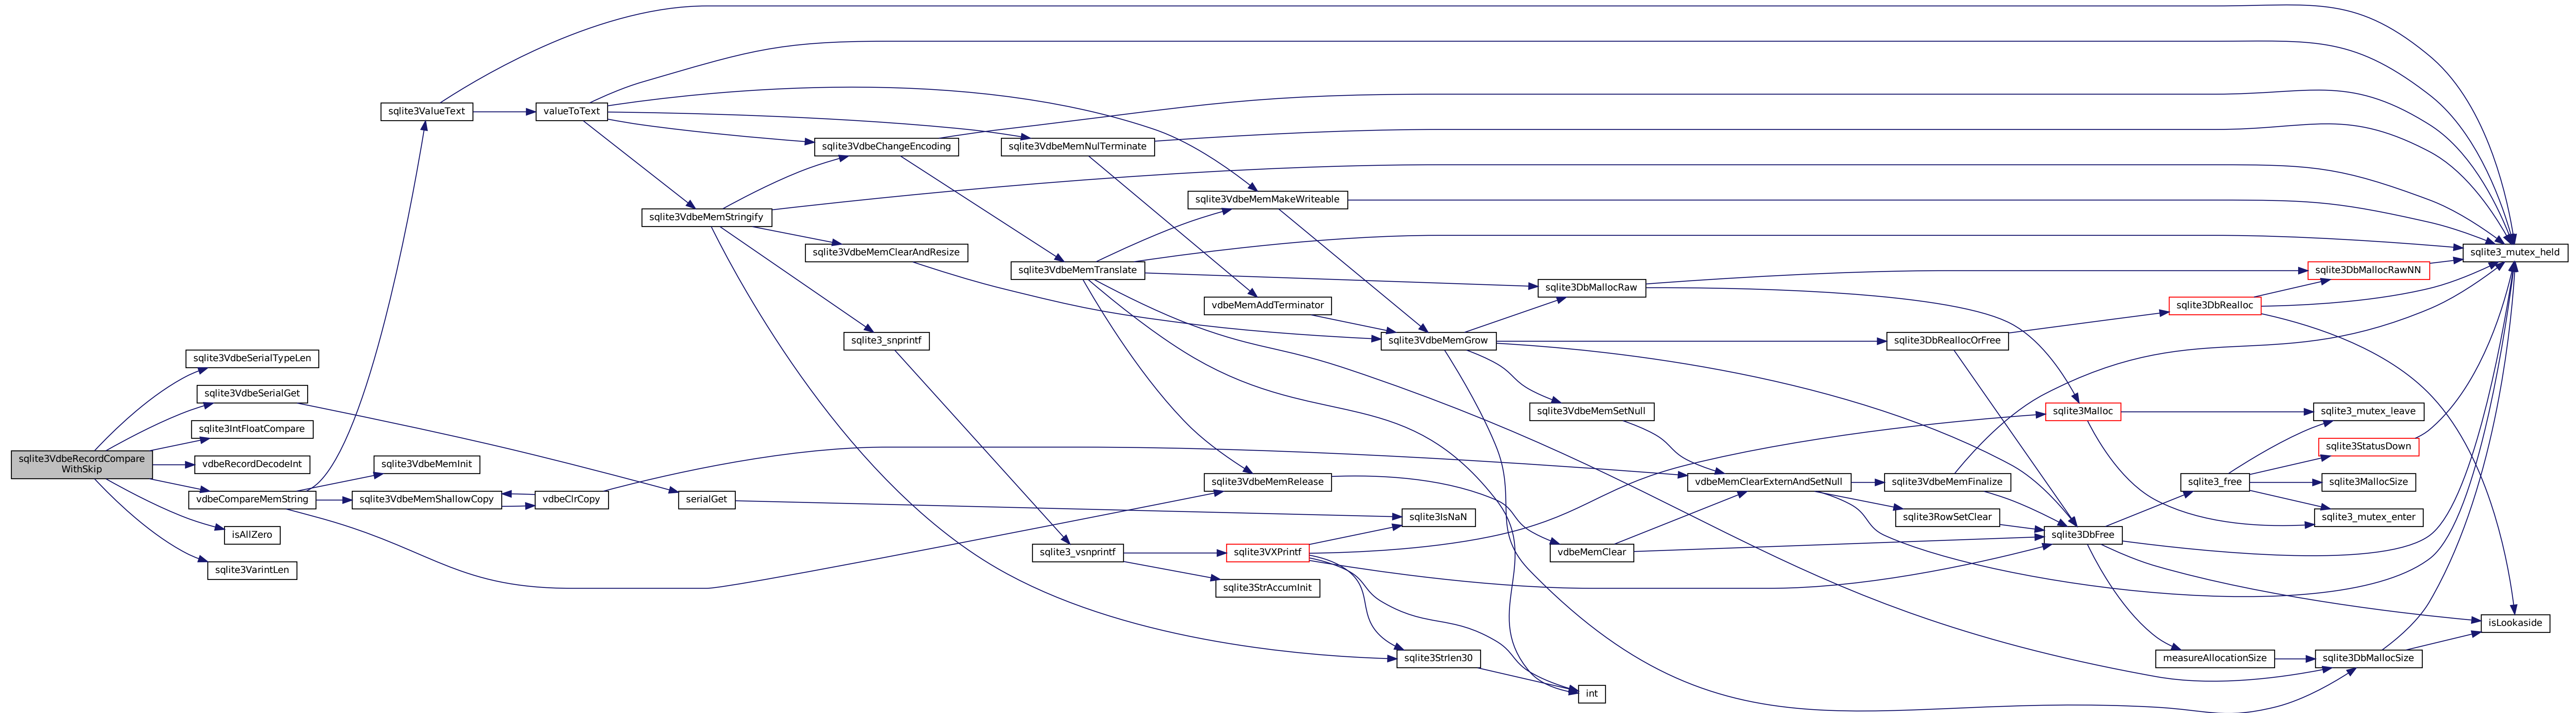 sqlite3VdbeRecordCompare
WithSkip
sqlite3VdbeSerialTypeLen
sqlite3VdbeSerialGet
sqlite3IntFloatCompare
vdbeRecordDecodeInt
vdbeCompareMemString
isAllZero
sqlite3VarintLen
sqlite3ValueText
sqlite3VdbeMemInit
sqlite3VdbeMemShallowCopy
valueToText
vdbeClrCopy
sqlite3VdbeMemStringify
serialGet
sqlite3VdbeChangeEncoding
sqlite3VdbeMemClearAndResize
sqlite3_snprintf
sqlite3VdbeMemNulTerminate
sqlite3VdbeMemTranslate
sqlite3_vsnprintf
sqlite3VdbeMemMakeWriteable
vdbeMemAddTerminator
sqlite3VdbeMemRelease
sqlite3VXPrintf
sqlite3StrAccumInit
sqlite3VdbeMemGrow
sqlite3IsNaN
sqlite3Strlen30
sqlite3DbMallocRaw
sqlite3VdbeMemSetNull
vdbeMemClear
int
vdbeMemClearExternAndSetNull
sqlite3DbReallocOrFree
sqlite3VdbeMemFinalize
sqlite3RowSetClear
sqlite3Malloc
sqlite3DbFree
sqlite3DbRealloc
sqlite3_free
measureAllocationSize
sqlite3DbMallocRawNN
sqlite3_mutex_leave
sqlite3StatusDown
sqlite3MallocSize
sqlite3_mutex_enter
sqlite3DbMallocSize
sqlite3_mutex_held
isLookaside